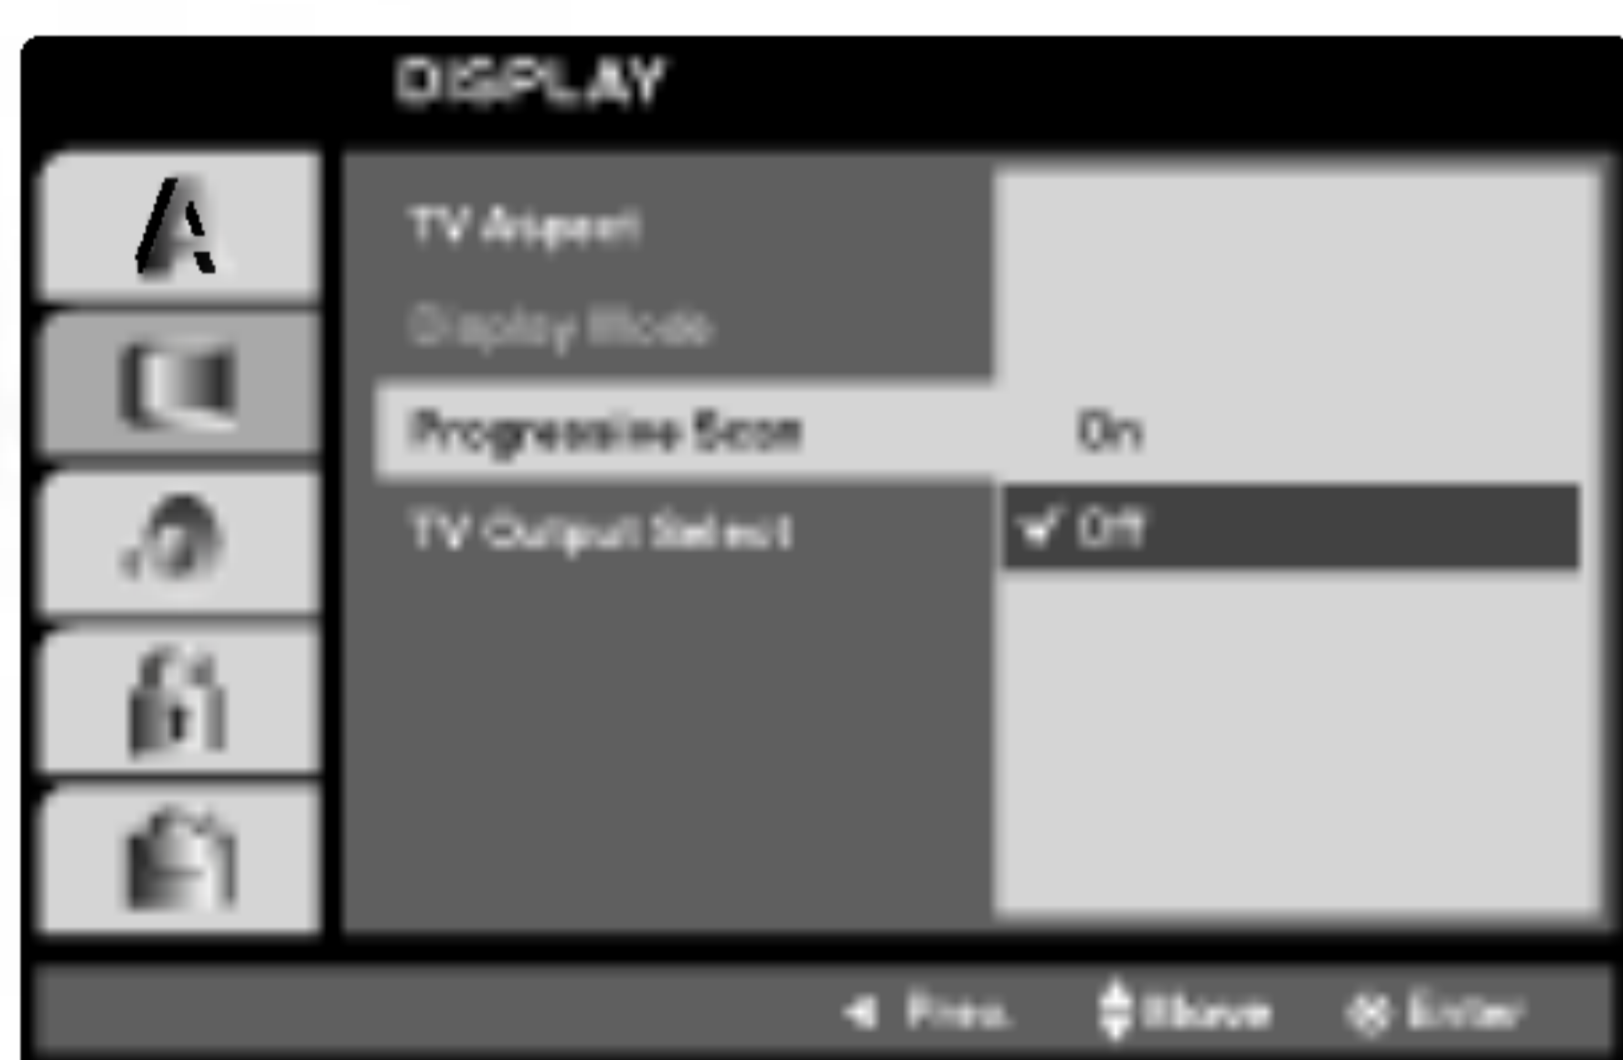 DISPLAY
A
TV Aspect
Display Mode
Progressive Scan On
TV Output Select ✓ Off
◄ Prev. Move ⊗ Enter